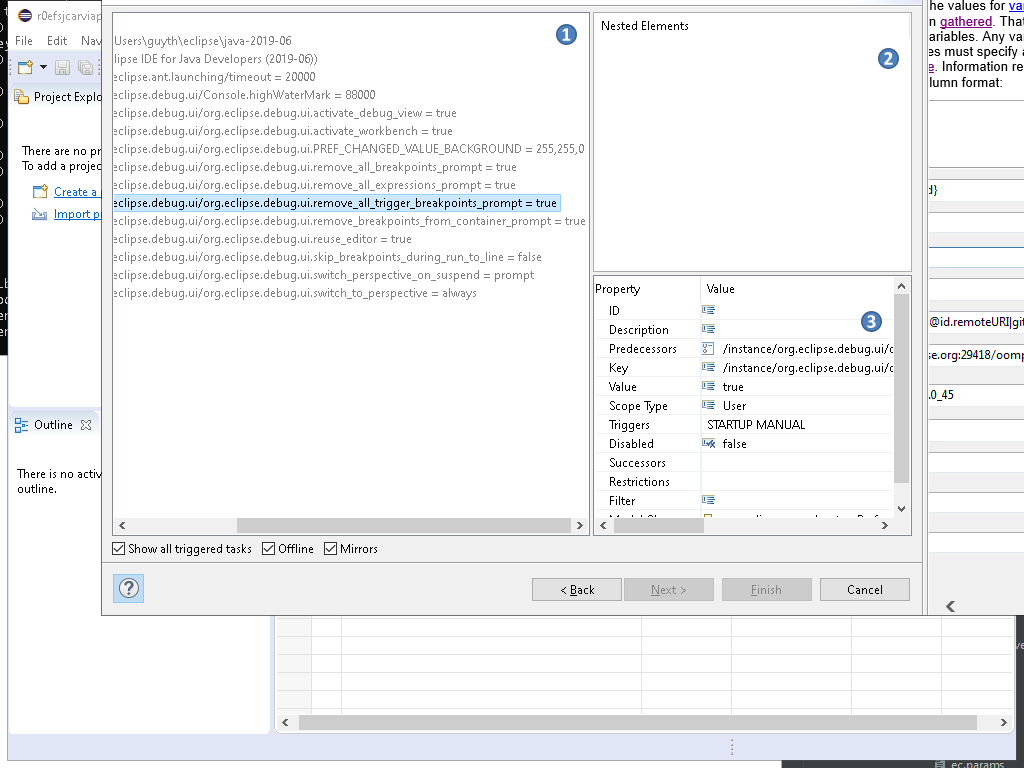 r0efsjcarviap
File Edit Nav
Project Explo
There are no pr
To add a projec
Create a
Import p
Outline
There is no activ
outline.
Users\guyth\eclipse\java-2019-06
lipse IDE for Java Developers (2019-06))
eclipse.ant.launching/timeout = 20000
eclipse.debug.ui/Console.highWaterMark = 88000
eclipse.debug.ui/org.eclipse.debug.ui.activate_debug_view = true
eclipse.debug.ui/org.eclipse.debug.ui.activate_workbench = true
eclipse.debug.ui/org.eclipse.debug.ui.PREF_CHANGED_VALUE_BACKGROUND = 255,255,0
eclipse.debug.ui/org.eclipse.debug.ui.remove_all_breakpoints_prompt = true
eclipse.debug.ui/org.eclipse.debug.ui.remove_all_expressions_prompt = true
eclipse.debug.ui/org.eclipse.debug.ui.remove_all_trigger_breakpoints_prompt = true
eclipse.debug.ui/org.eclipse.debug.ui.remove_breakpoints_from_container_prompt = true
eclipse.debug.ui/org.eclipse.debug.ui.reuse_editor = true
eclipse.debug.ui/org.eclipse.debug.ui.skip_breakpoints_during_run_to_line = false
eclipse.debug.ui/org.eclipse.debug.ui.switch_perspective_on_suspend = prompt
eclipse.debug.ui/org.eclipse.debug.ui.switch_to_perspective = always
1
Nested Elements
2
Property Value
ID
3
Description
Predecessors /instance/org.eclipse.debug.ui/o
Key /instance/org.eclipse.debug.ui/o
Value true
Scope Type User
Triggers STARTUP MANUAL
Disabled false
Successors
Restrictions
Filter
Show all triggered tasks Offline Mirrors
?
< Back Next > Finish Cancel
he values for va
n gathered. That
ariables. Any va
es must specify a
e. Information re
lumn format:
d}
@id.remoteURI|git
se.org:29418/oomp
.0_45
ec.params